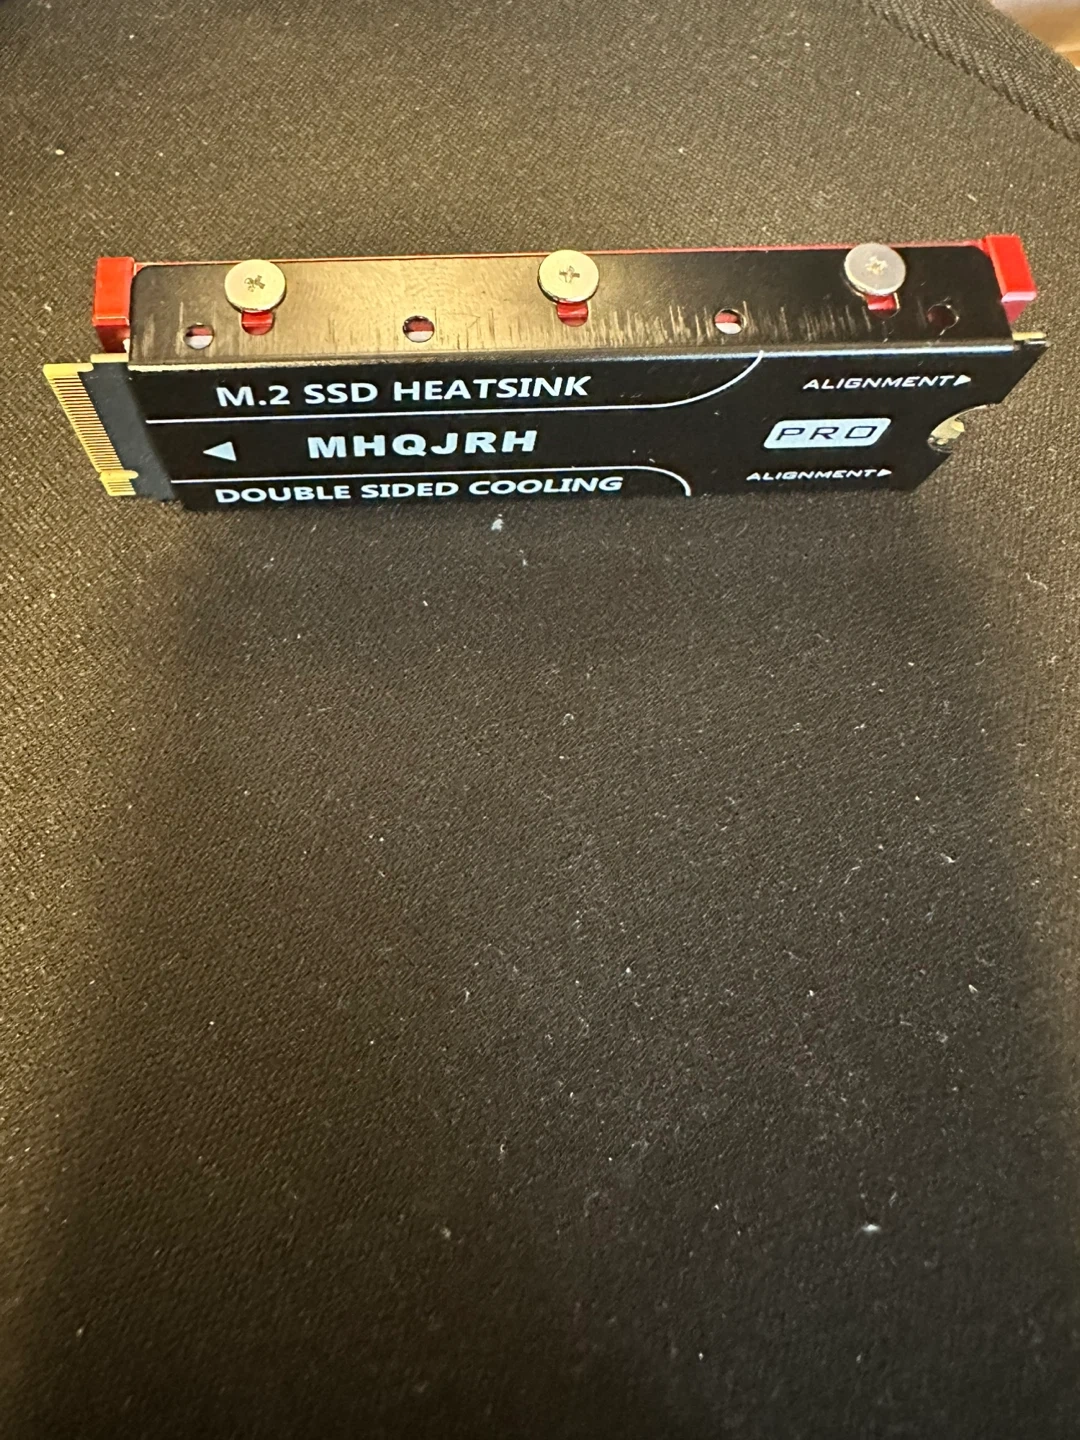 M.2 SSD HEATSINK
ALIGNMENT
MHQJRH
PRO
DOUBLE SIDED COOLING
ALIGNMENT